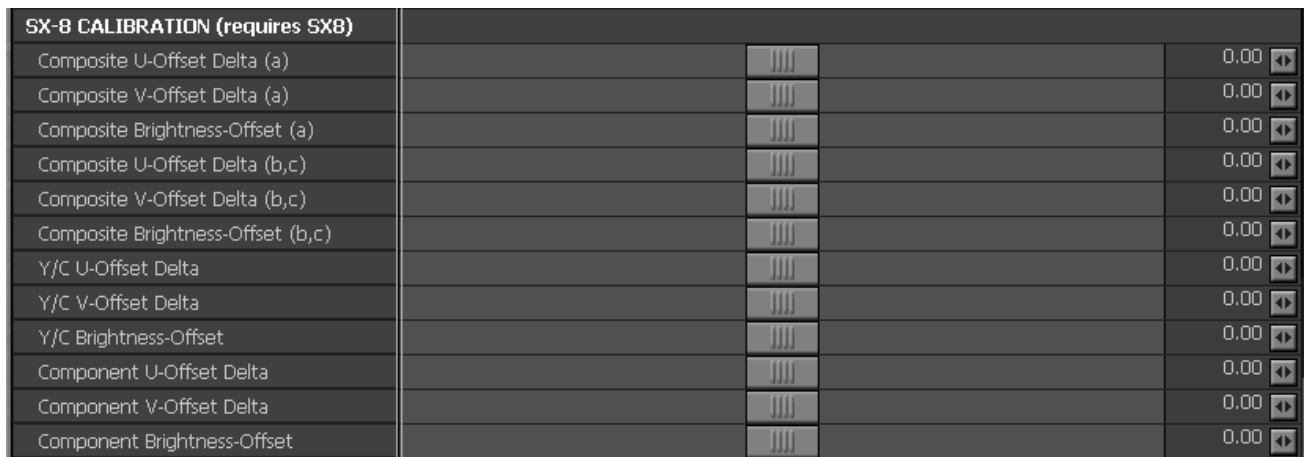 SX-8 CALIBRATION (requires SX8)
Composite U-Offset Delta (a) 0.00
Composite V-Offset Delta (a) 0.00
Composite Brightness-Offset (a) 0.00
Composite U-Offset Delta (b,c) 0.00
Composite V-Offset Delta (b,c) 0.00
Composite Brightness-Offset (b,c) 0.00
Y/C U-Offset Delta 0.00
Y/C V-Offset Delta 0.00
Y/C Brightness-Offset 0.00
Component U-Offset Delta 0.00
Component V-Offset Delta 0.00
Component Brightness-Offset 0.00